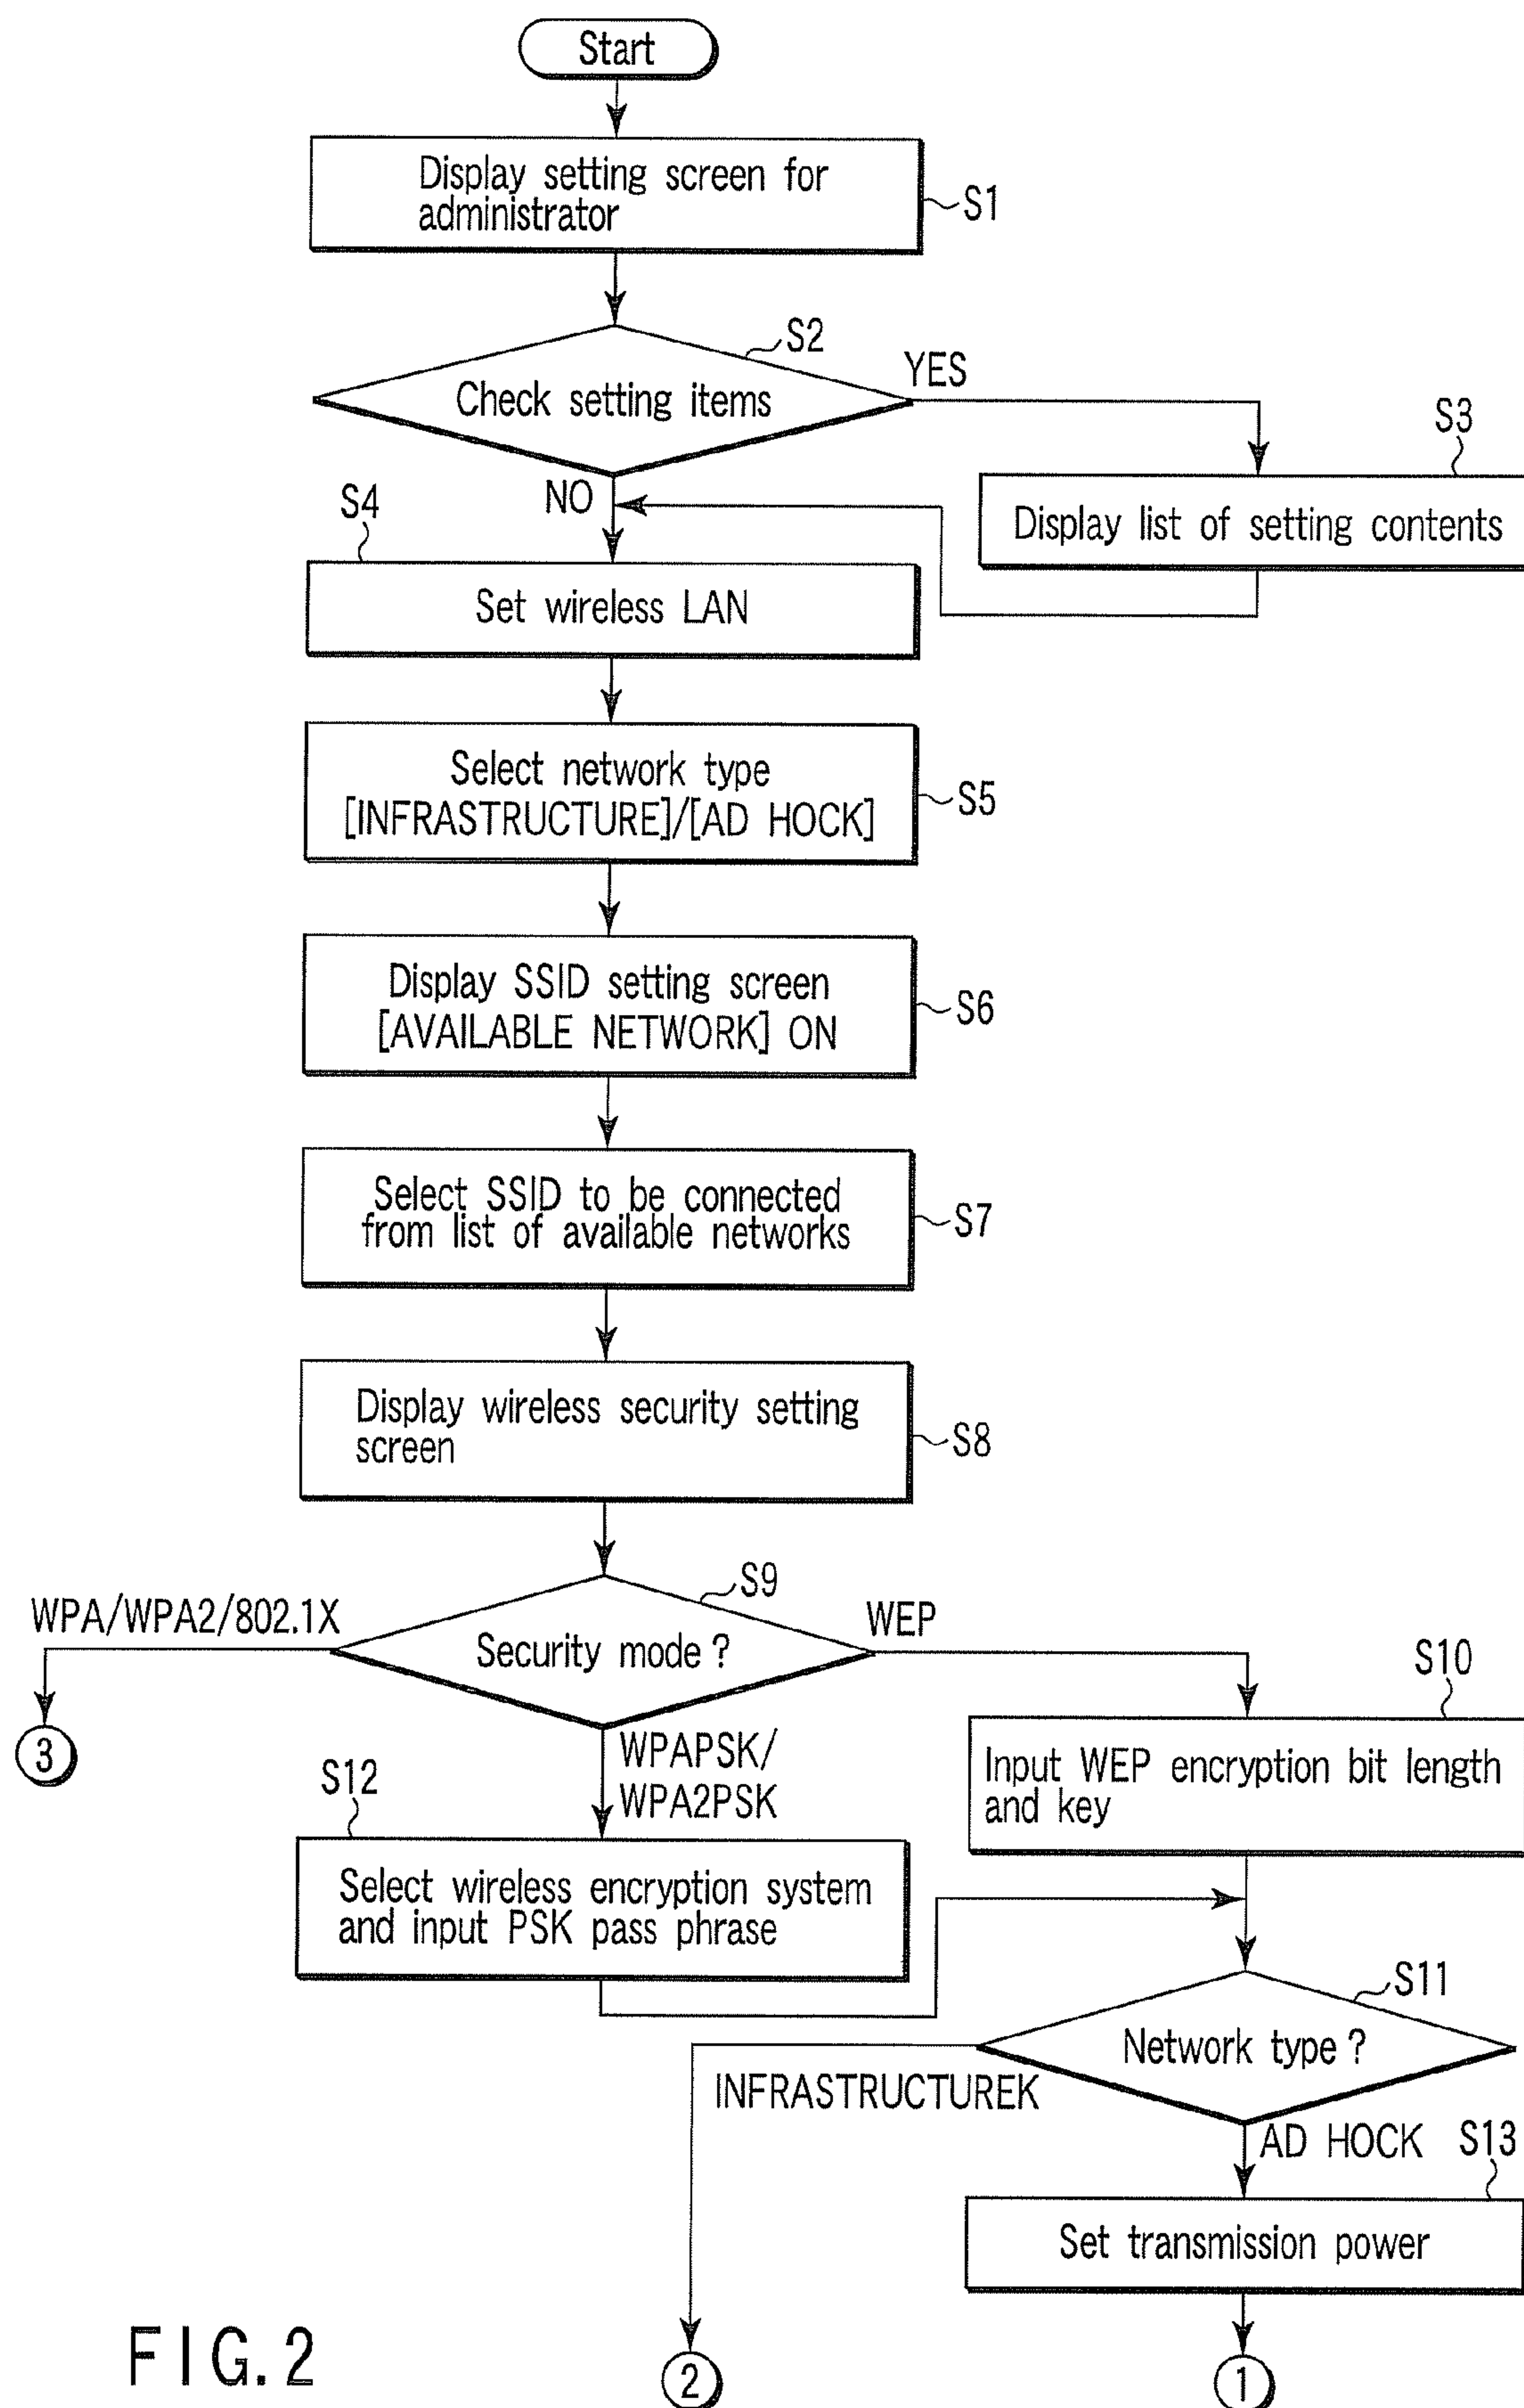 Start
Display setting screen for
administrator
S1
S2
Check setting items
YES
S3
Display list of setting contents
NO
S4
Set wireless LAN
Select network type
[INFRASTRUCTURE]/[AD HOCK]
S5
Display SSID setting screen
[AVAILABLE NETWORK] ON
S6
Select SSID to be connected
from list of available networks
S7
Display wireless security setting
screen
S8
S9
Security mode ?
WPA/WPA2/802.1X
3
WEP
S10
Input WEP encryption bit length
and key
WPAPSK/
WPA2PSK
S12
Select wireless encryption system
and input PSK pass phrase
S11
Network type ?
INFRASTRUCTUREK
AD HOCK
S13
Set transmission power
2
1
FIG. 2